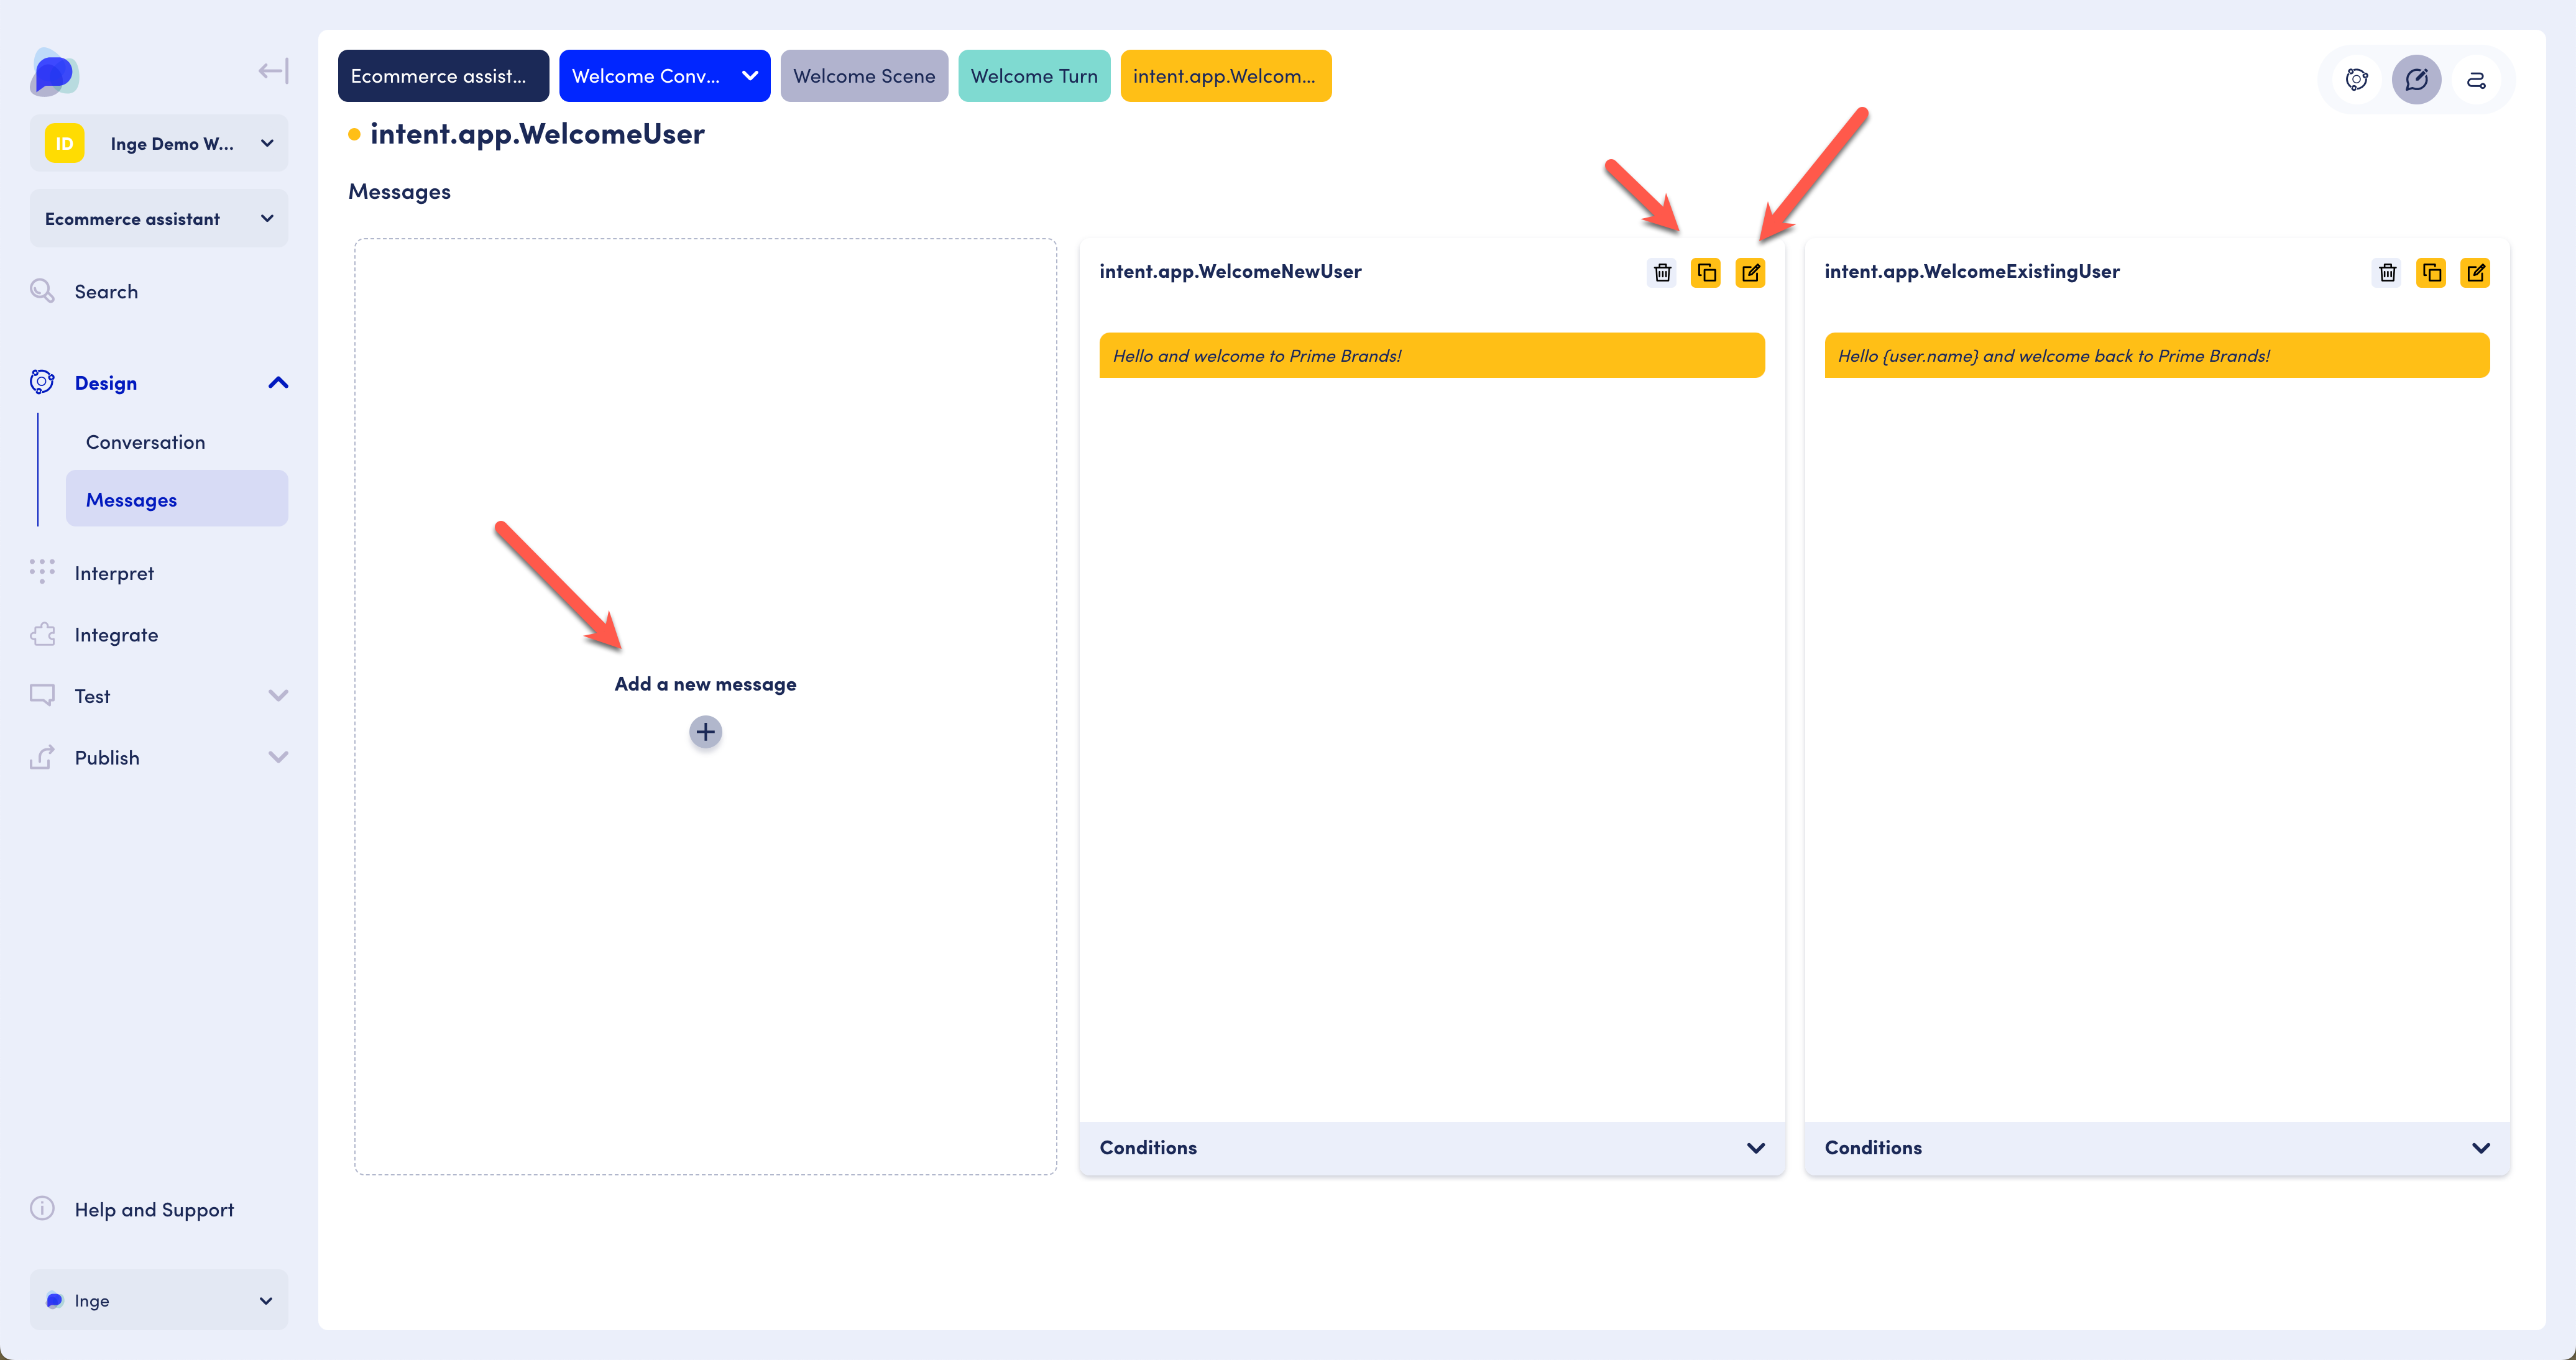 ID
Inge Demo W...
Ecommerce assistant
Search
Design
Conversation
Messages
Interpret
Integrate
Test
Publish
Help and Support
Inge
Ecommerce assist...
Welcome Conv...
Welcome Scene
Welcome Turn
intent.app.Welcom...
intent.app.WelcomeUser
Messages
Add a new message
intent.app.WelcomeNewUser
Hello and welcome to Prime Brands!
Conditions
intent.app.WelcomeExistingUser
Hello {user.name} and welcome back to Prime Brands!
Conditions